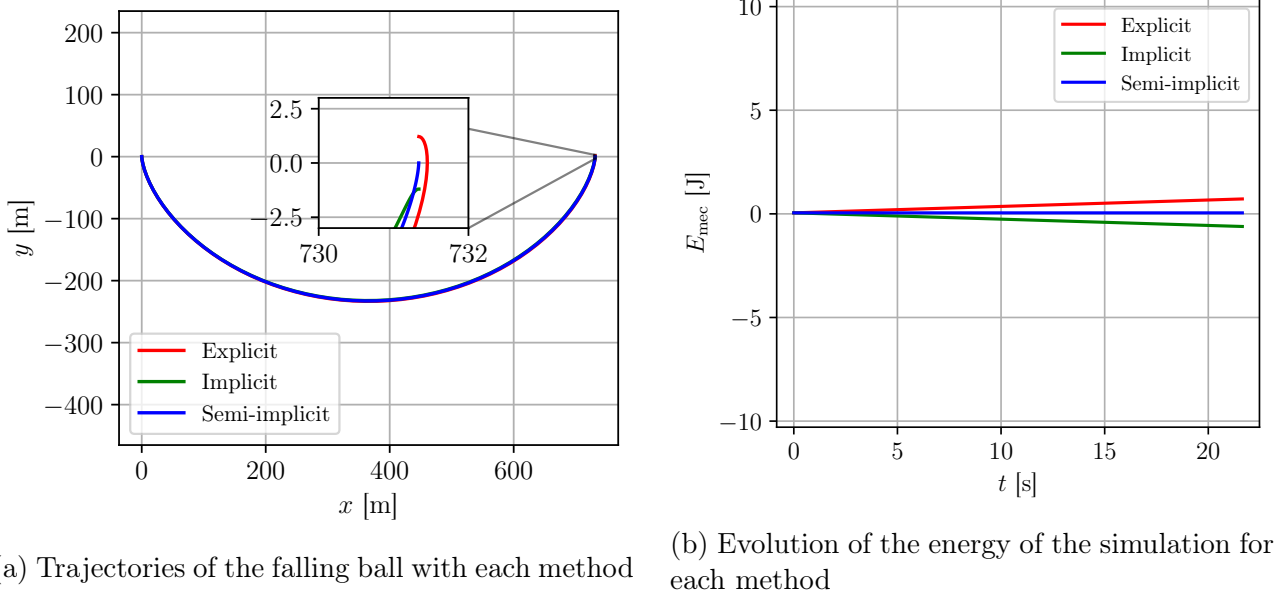 200
100
0
−100
−200
−300
−400
y [m]
2.5
0.0
−2.5
730
732
Explicit
Implicit
Semi-implicit
0
200
400
600
x [m]
a) Trajectories of the falling ball with each method
10
5
0
−5
−10
E_mec [J]
Explicit
Implicit
Semi-implicit
0
5
10
15
20
t [s]
(b) Evolution of the energy of the simulation for
each method